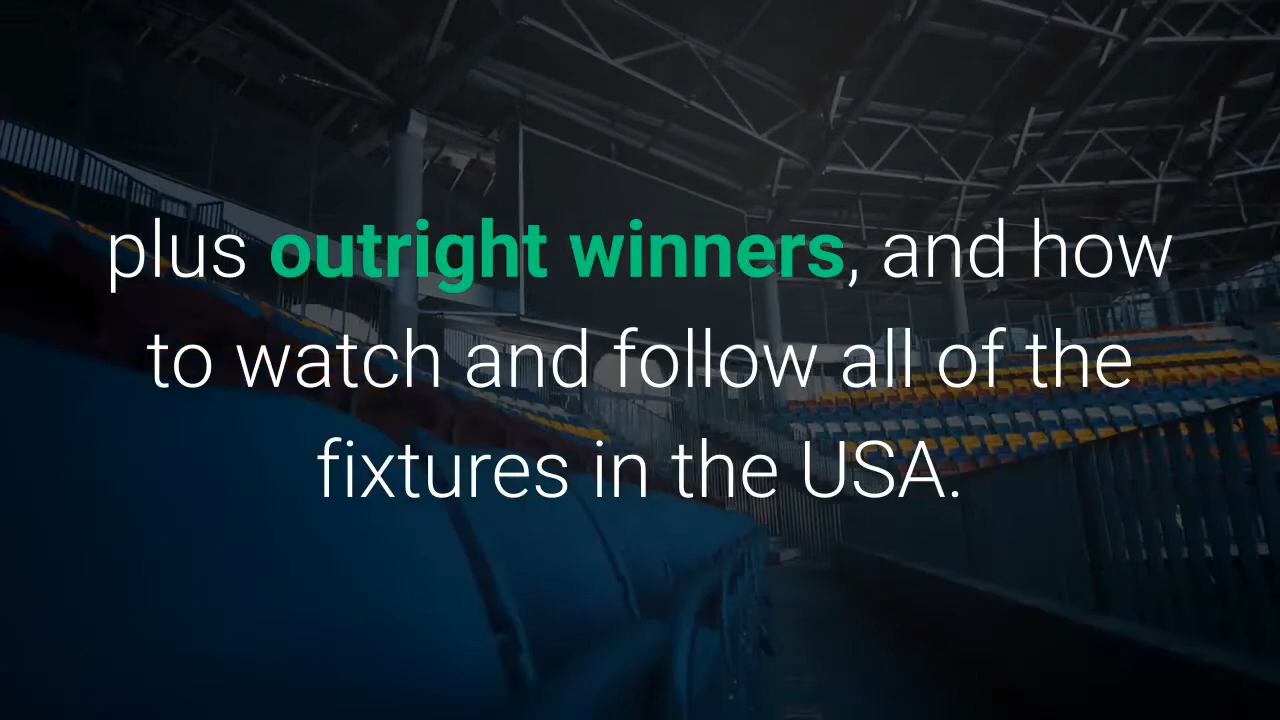 plus outright winners, and how
to watch and follow all of the
fixtures in the USA.